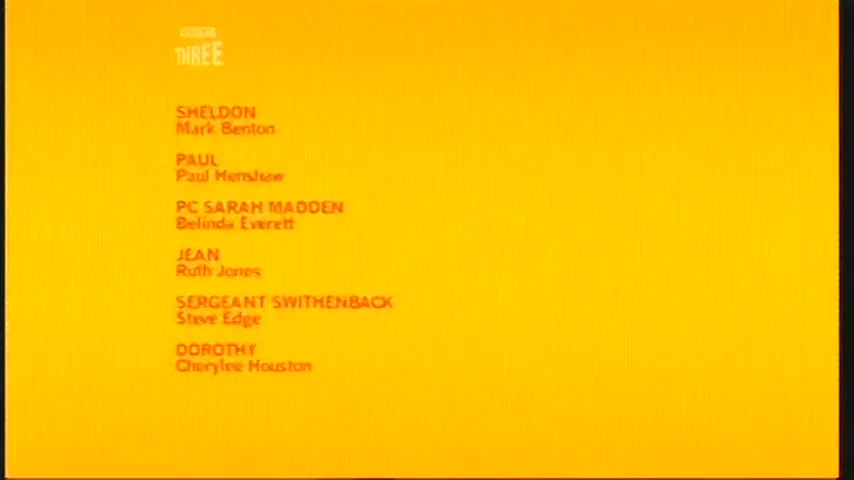 THREE
SHELDON
Mark Benton
PAUL
Paul Henshaw
PC SARAH MADDEN
Belinda Everett
JEAN
Ruth Jones
SERGEANT SWITHENBACK
Steve Edge
DOROTHY
Cherylee Houston